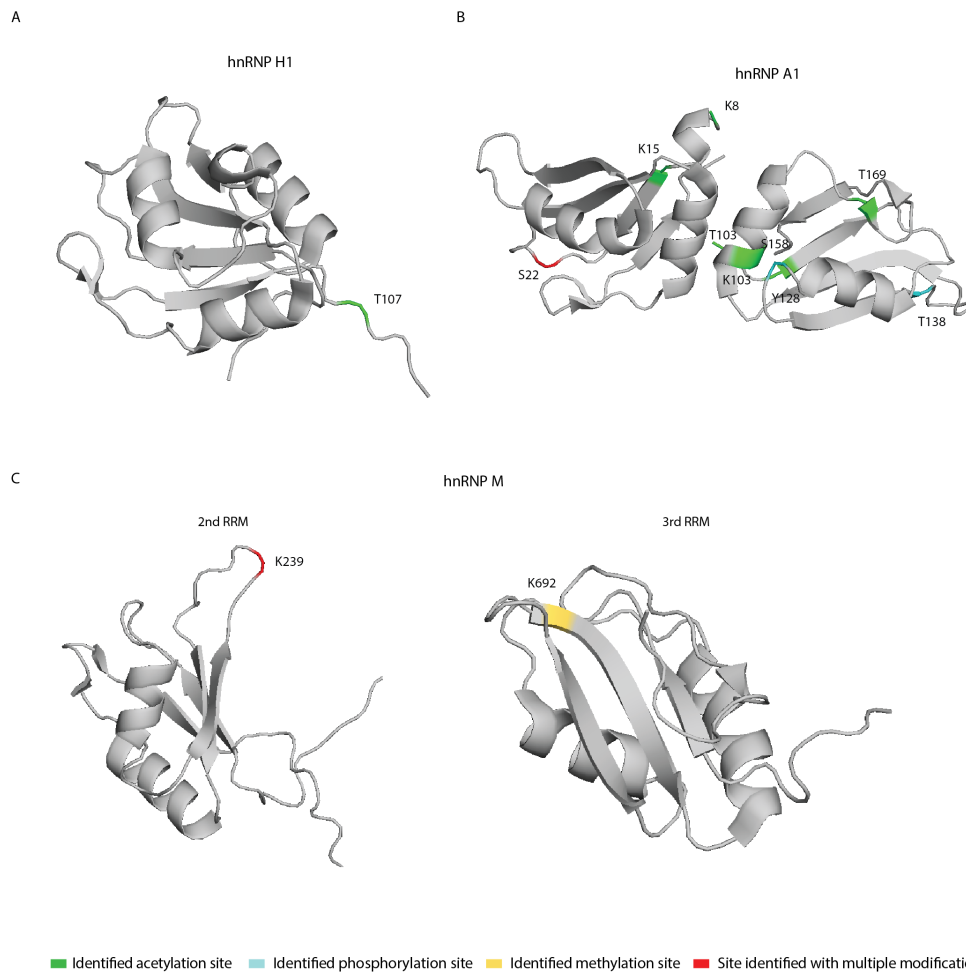 A
B
hnRNP H1
hnRNP A1
K8
K15
T169
T103
S158
S22
K103
Y128
T107
T138
C
hnRNP M
2nd RRM
3rd RRM
K239
K692
Identified acetylation site
Identified phosphorylation site
Identified methylation site
Site identified with multiple modificatio